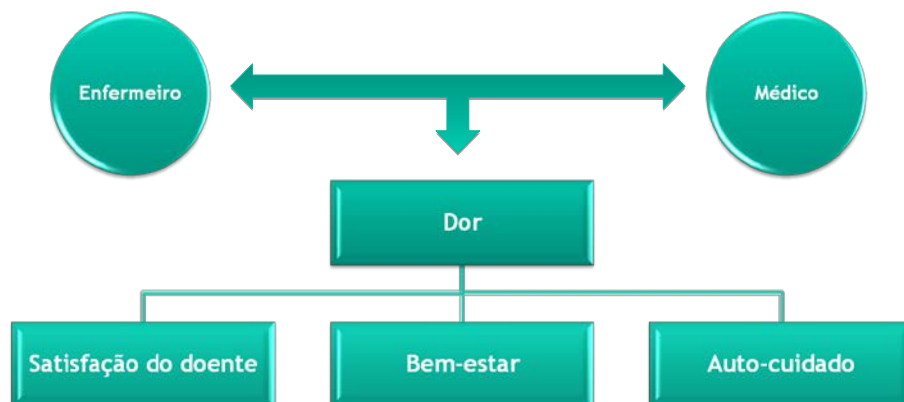 Enfermeiro
Médico
Dor
Satisfação do doente
Bem-estar
Auto-cuidado